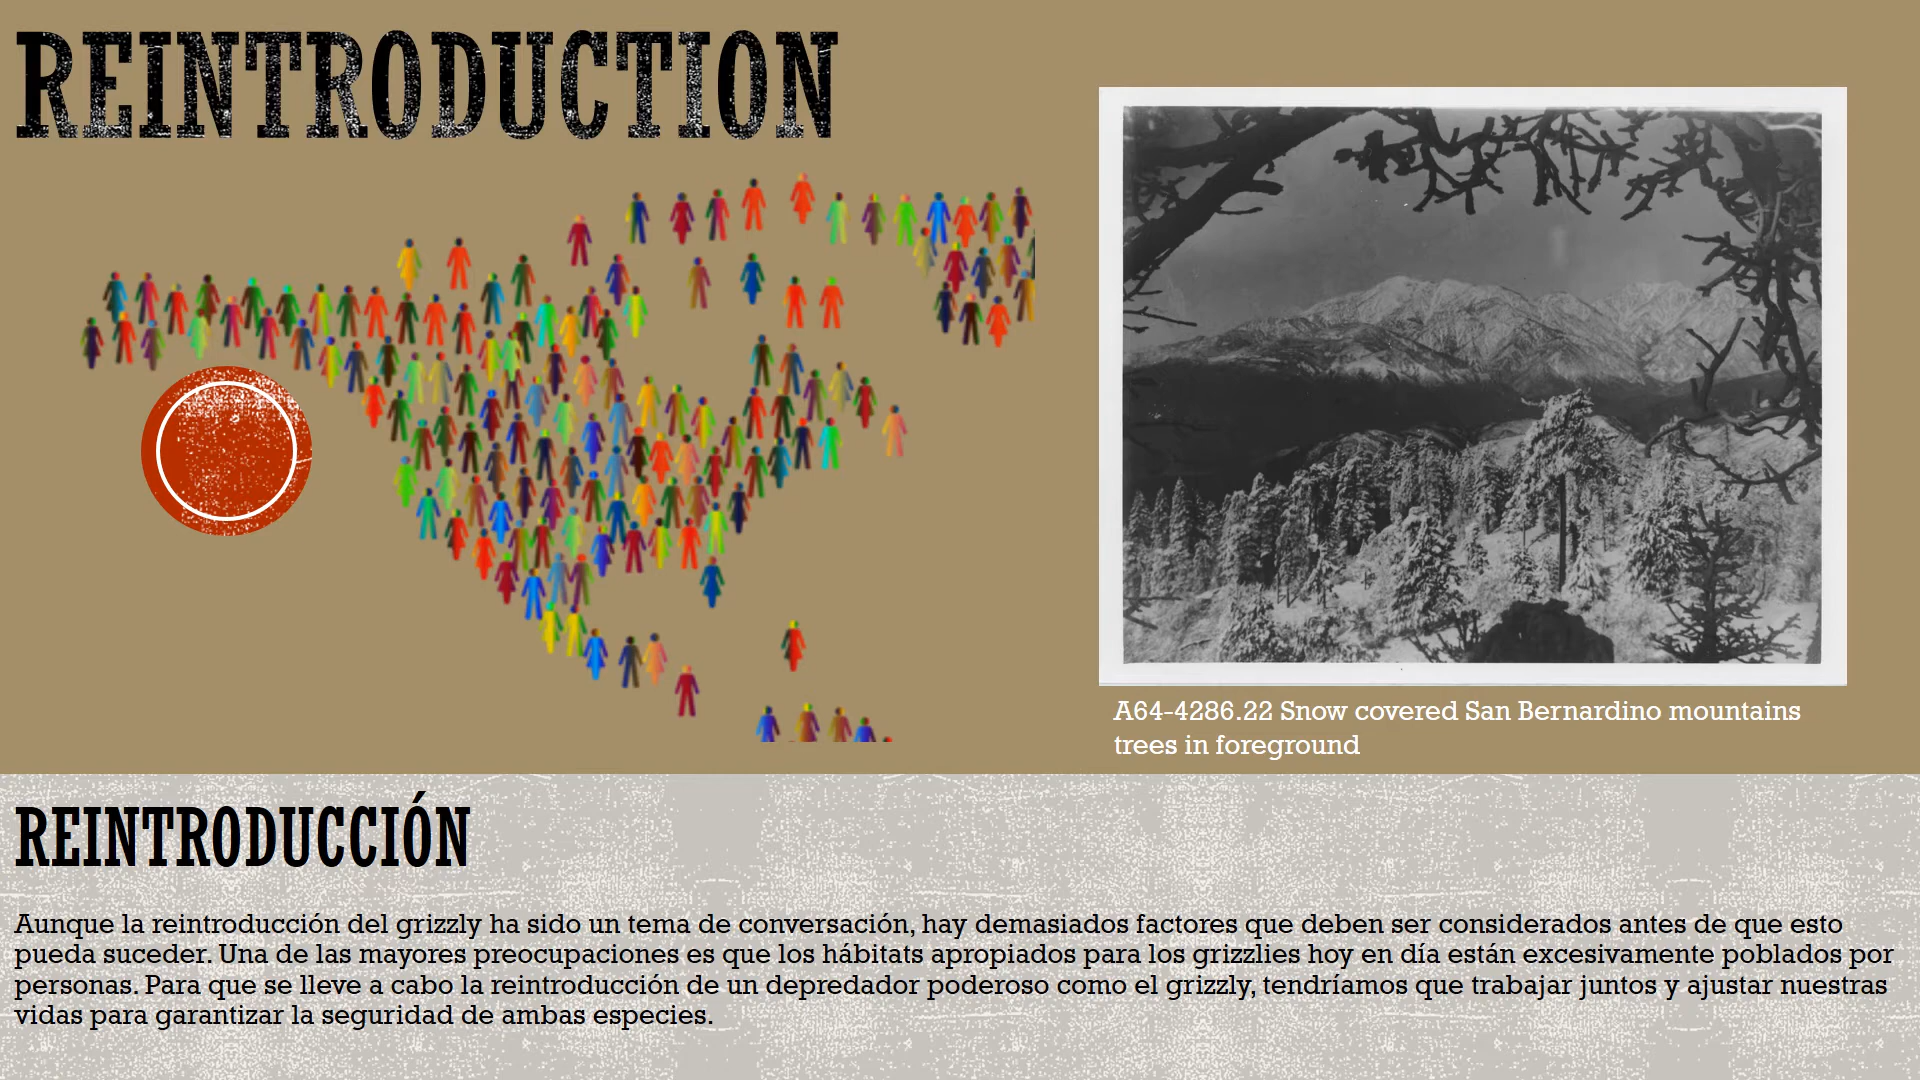 REINTRODUCTION
A64-4286.22 Snow covered San Bernardino mountains
trees in foreground
REINTRODUCCIÓN
Aunque la reintroducción del grizzly ha sido un tema de conversación, hay demasiados factores que deben ser considerados antes de que esto
pueda suceder. Una de las mayores preocupaciones es que los hábitats apropiados para los grizzlies hoy en día están excesivamente poblados por
personas. Para que se lleve a cabo la reintroducción de un depredador poderoso como el grizzly, tendríamos que trabajar juntos y ajustar nuestras
vidas para garantizar la seguridad de ambas especies.